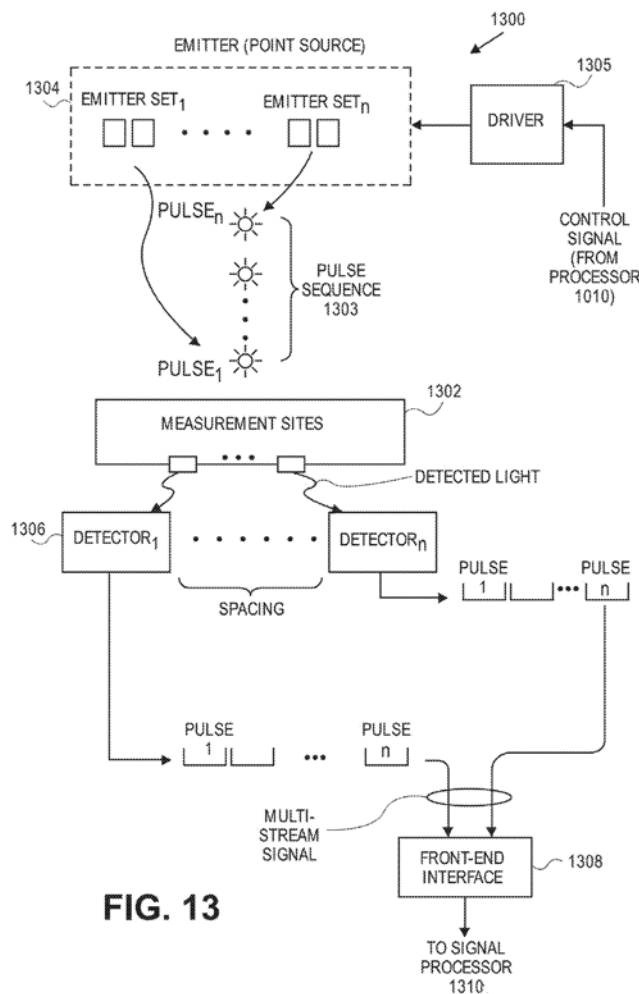 1300
EMITTER (POINT SOURCE)
1304
1305
EMITTER SET1
EMITTER SETn
DRIVER
PULSEn
PULSE
SEQUENCE
1303
CONTROL
SIGNAL
(FROM
PROCESSOR
1010)
PULSE1
1302
MEASUREMENT SITES
DETECTED LIGHT
1306
DETECTOR1
DETECTORn
SPACING
PULSE
1
PULSE
n
PULSE
1
PULSE
n
MULTI-
STREAM
SIGNAL
FRONT-END
INTERFACE
1308
FIG. 13
TO SIGNAL
PROCESSOR
1310